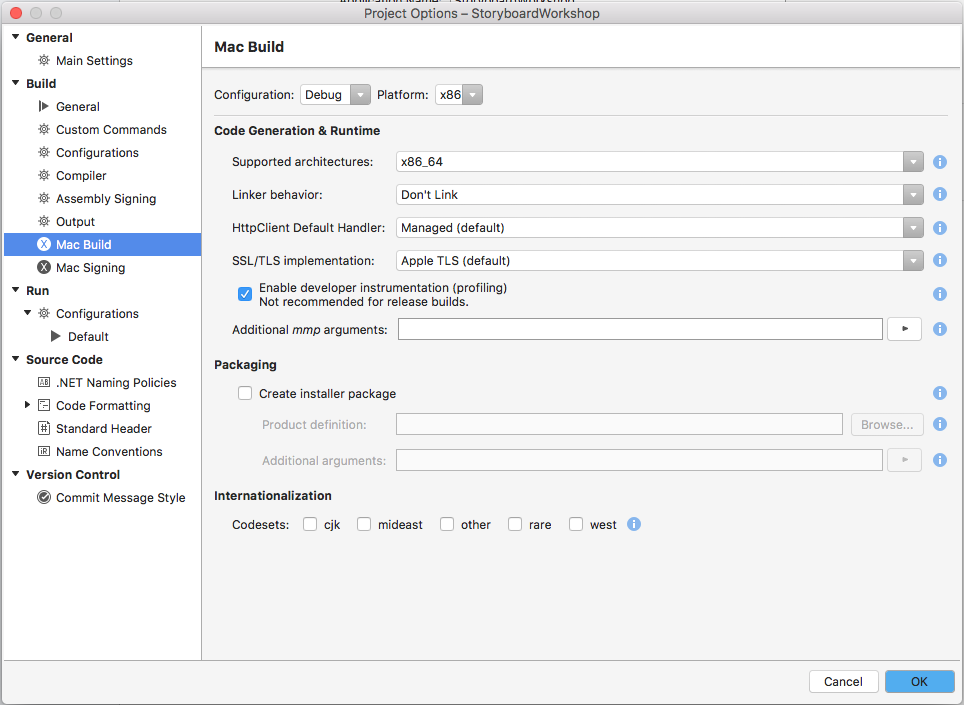 Project Options – StoryboardWorkshop
General
Main Settings
Build
General
Custom Commands
Configurations
Compiler
Assembly Signing
Output
Mac Build
Mac Signing
Run
Configurations
Default
Source Code
.NET Naming Policies
Code Formatting
Standard Header
Name Conventions
Version Control
Commit Message Style
Mac Build
Configuration: Debug Platform: x86
Code Generation & Runtime
Supported architectures: x86_64
Linker behavior: Don't Link
HttpClient Default Handler: Managed (default)
SSL/TLS implementation: Apple TLS (default)
Enable developer instrumentation (profiling)
Not recommended for release builds.
Additional mmp arguments:
Packaging
Create installer package
Product definition: Browse...
Additional arguments:
Internationalization
Codesets: cjk mideast other rare west
Cancel OK